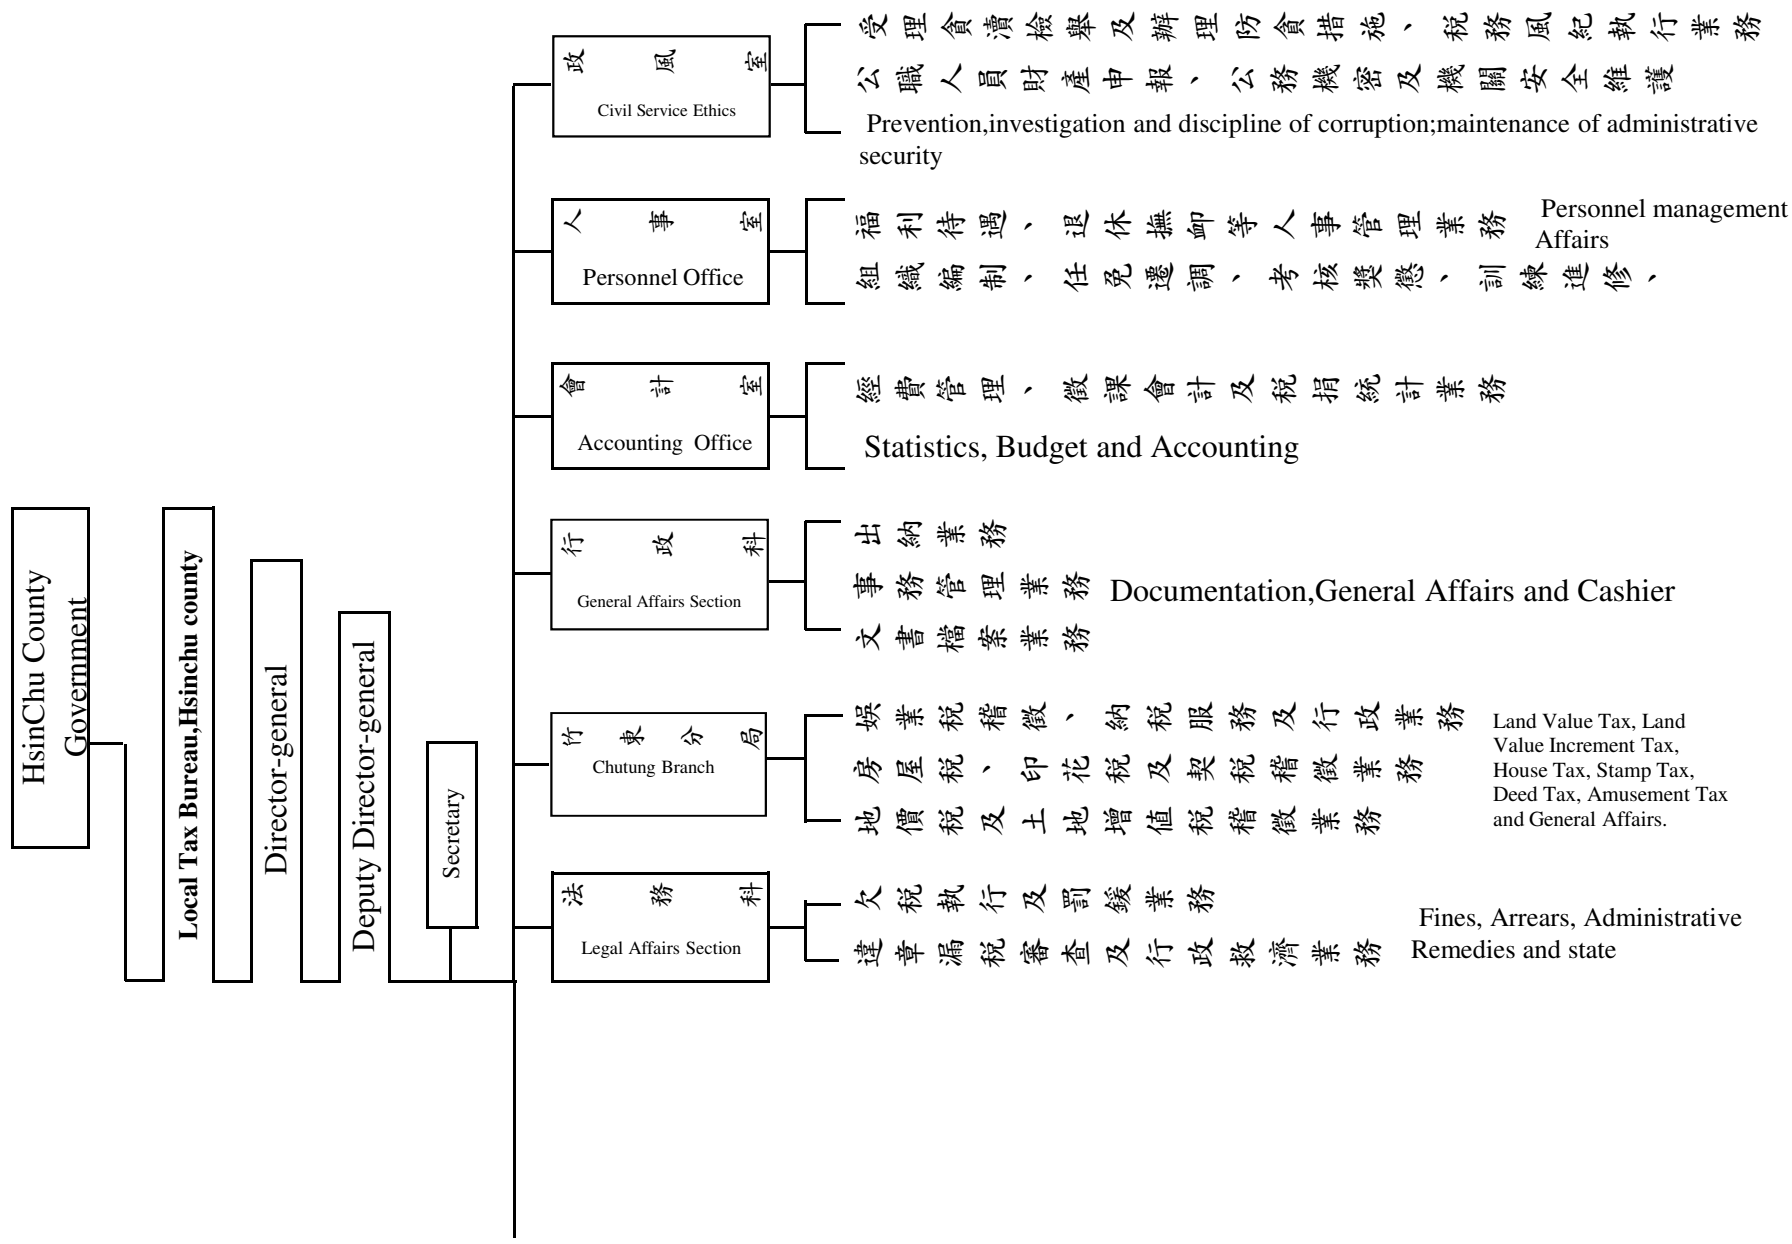 HsinChu County
Government
Local Tax Bureau,Hsinchu county
Director-general
Deputy Director-general
Secretary
政風室
Civil Service Ethics
受理貪瀆檢舉及辦理防貪措施、稅務風紀執行業務
公職人員財產申報、公務機密及機關安全維護
Prevention,investigation and discipline of corruption;maintenance of administrative
security
人事室
Personnel Office
福利待遇、退休撫卹等人事管理業務
組織編制、任免遷調、考核獎懲、訓練進修、
Personnel management
Affairs
會計室
Accounting Office
經費管理、徵課會計及稅捐統計業務
Statistics, Budget and Accounting
行政科
General Affairs Section
出納業務
事務管理業務
文書檔案業務
Documentation,General Affairs and Cashier
竹東分局
Chutung Branch
娛業稅稽徵、納稅服務及行政業務
房屋稅、印花稅及契稅稽徵業務
地價稅及土地增值稅稽徵業務
Land Value Tax, Land
Value Increment Tax,
House Tax, Stamp Tax,
Deed Tax, Amusement Tax
and General Affairs.
法務科
Legal Affairs Section
欠稅執行及罰鍰業務
違章漏稅審查及行政救濟業務
Fines, Arrears, Administrative
Remedies and state